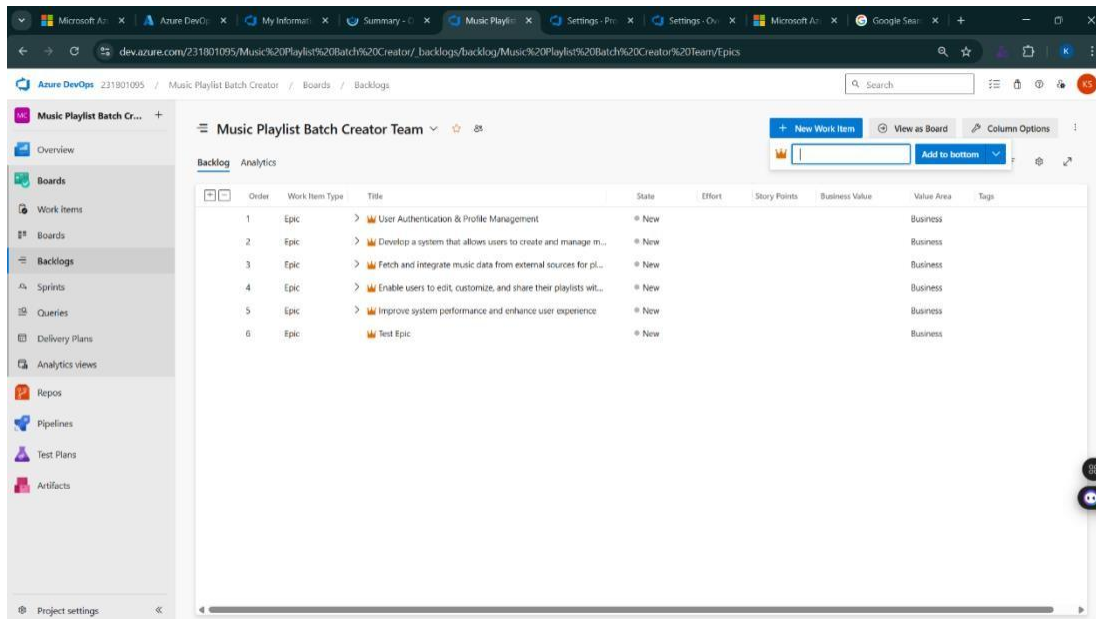 Microsoft Az
Azure DevOp
My Informati
Summary - O
Music Playlis
Settings - Pro
Settings - Ov
Microsoft Az
Google Sear
dev.azure.com/231801095/Music%20Playlist%20Batch%20Creator/_backlogs/backlog/Music%20Playlist%20Batch%20Creator%20Team/Epics
K
Azure DevOps 231801095 / Music Playlist Batch Creator / Boards / Backlogs
Search
KS
MC Music Playlist Batch Cr... +
Music Playlist Batch Creator Team
+ New Work Item
View as Board
Column Options
Add to bottom
Overview
Boards
Work items
Boards
Backlogs
Sprints
Queries
Delivery Plans
Analytics views
Repos
Pipelines
Test Plans
Artifacts
Project settings
Backlog Analytics
Order Work Item Type Title State Effort Story Points Business Value Value Area Tags
1 Epic User Authentication & Profile Management New Business
2 Epic Develop a system that allows users to create and manage m... New Business
3 Epic Fetch and integrate music data from external sources for pl... New Business
4 Epic Enable users to edit, customize, and share their playlists wit... New Business
5 Epic Improve system performance and enhance user experience New Business
6 Epic Test Epic New Business